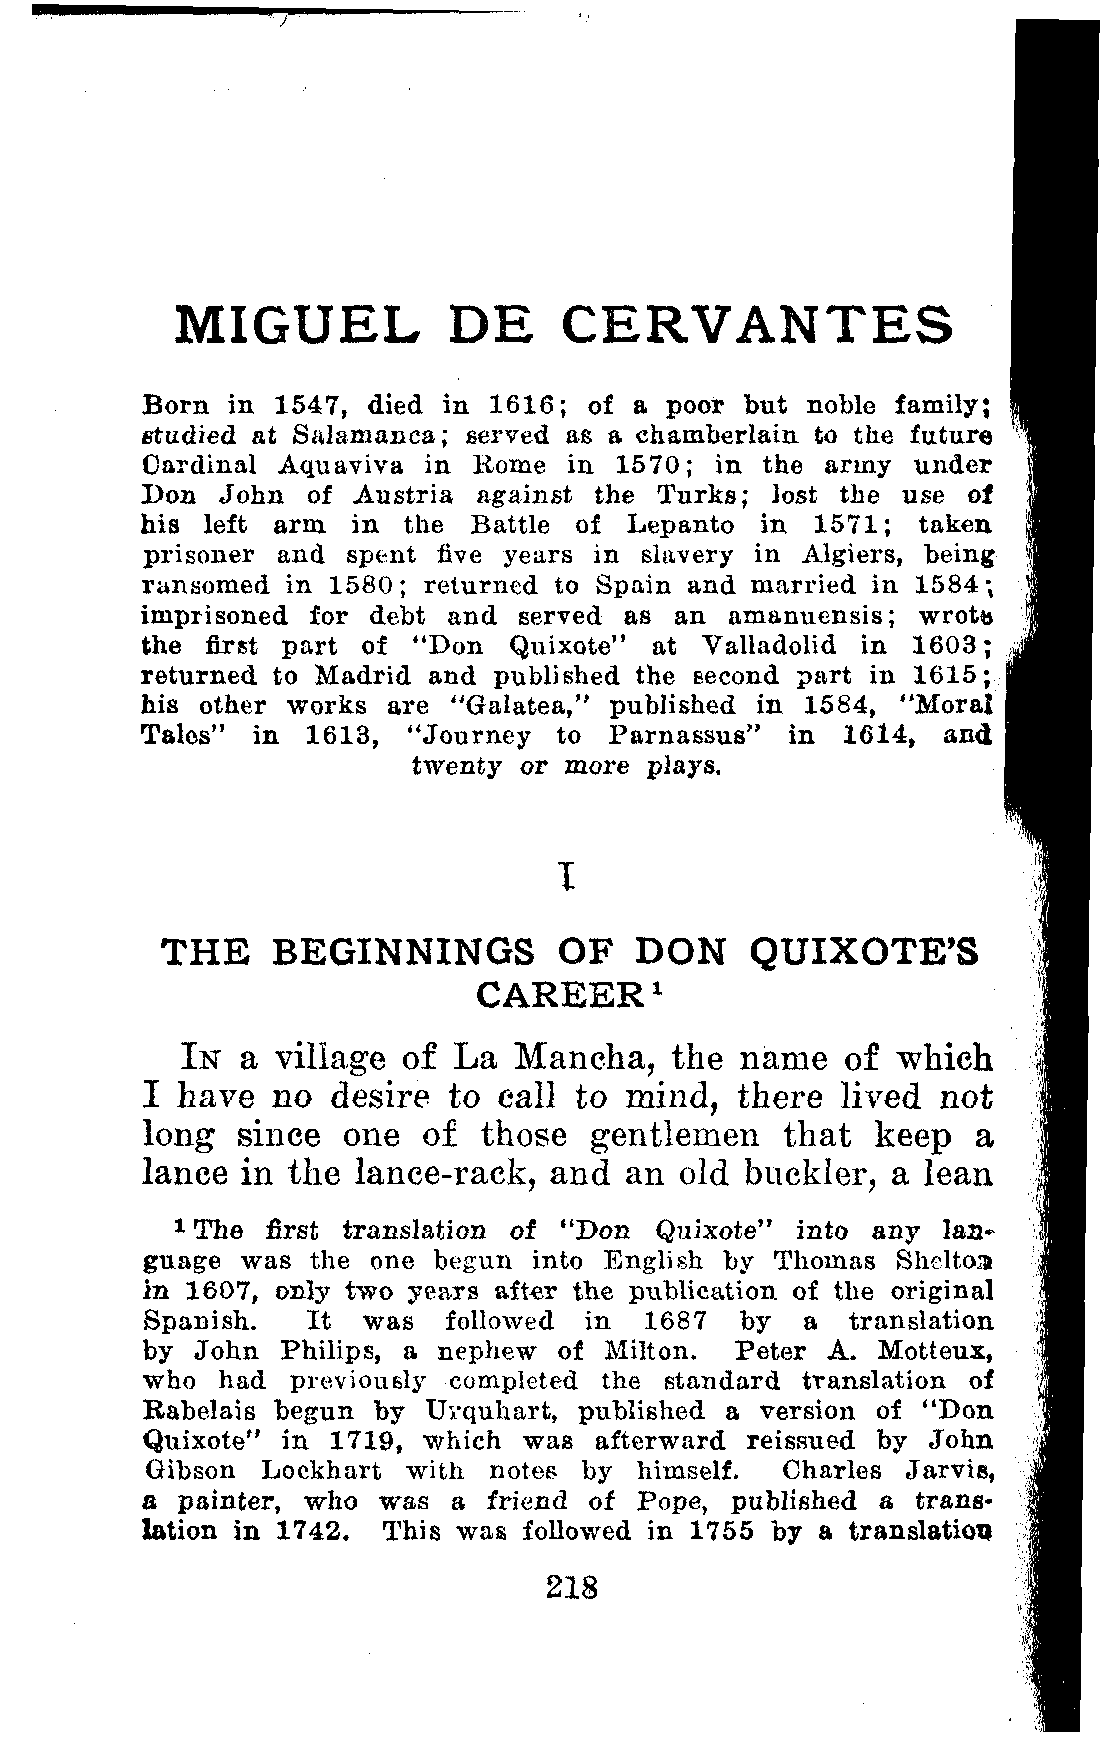 MIGUEL DE CERVANTES
Born in 1547, died in 1616; of a poor but noble family;
studied at Salamanca; served as a chamberlain to the future
Cardinal Aquaviva in Rome in 1570; in the army under
Don John of Austria against the Turks; lost the use of
his left arm in the Battle of Lepanto in 1571; taken
prisoner and spent five years in slavery in Algiers, being
ransomed in 1580; returned to Spain and married in 1584;
imprisoned for debt and served as an amanuensis; wrote
the first part of "Don Quixote" at Valladolid in 1603;
returned to Madrid and published the second part in 1615;
his other works are "Galatea," published in 1584, "Moral
Tales" in 1613, "Journey to Parnassus" in 1614, and
twenty or more plays.
I
THE BEGINNINGS OF DON QUIXOTE'S
CAREER¹
IN a village of La Mancha, the name of which
I have no desire to call to mind, there lived not
long since one of those gentlemen that keep a
lance in the lance-rack, and an old buckler, a lean
¹ The first translation of "Don Quixote" into any lan-
guage was the one begun into English by Thomas Shelton
in 1607, only two years after the publication of the original
Spanish. It was followed in 1687 by a translation
by John Philips, a nephew of Milton. Peter A. Motteux,
who had previously completed the standard translation of
Rabelais begun by Urquhart, published a version of "Don
Quixote" in 1719, which was afterward reissued by John
Gibson Lockhart with notes by himself. Charles Jarvis,
a painter, who was a friend of Pope, published a trans-
lation in 1742. This was followed in 1755 by a translation
218